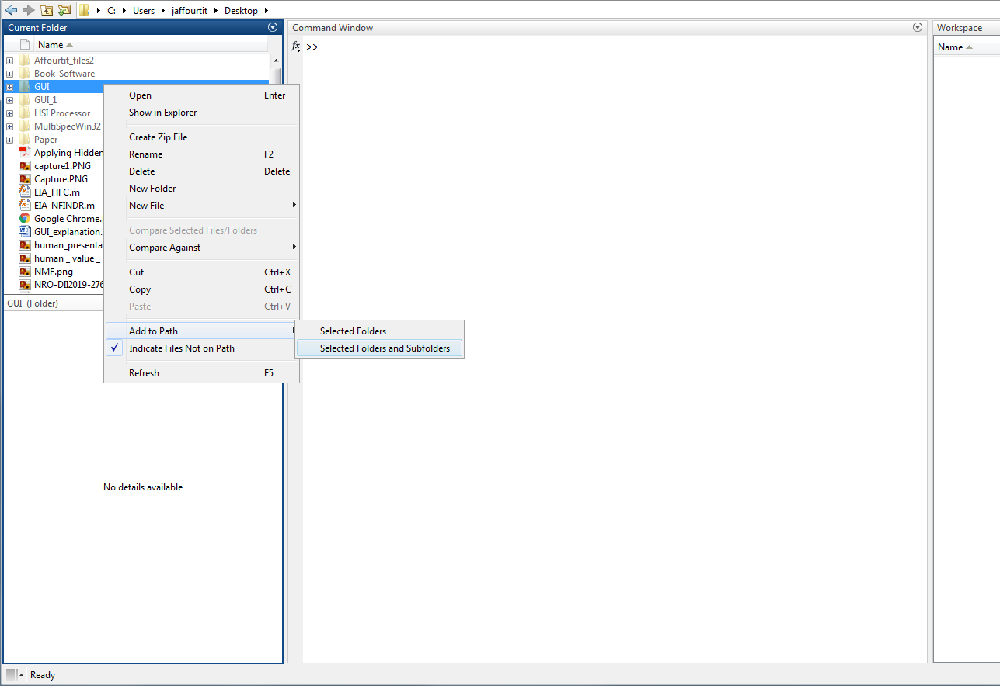 C: Users jaffourtit Desktop
Current Folder
Command Window
Workspace
Name
fx >>
Name
Affourtit_files2
Book-Software
GUI
GUI_1
HSI Processor
MultiSpecWin32
Paper
Applying Hidden
capture1.PNG
Capture.PNG
EIA_HFC.m
EIA_NFINDR.m
Google Chrome.
GUI_explanation.
human_presenta
human _ value _
NMF.png
NRO-DII2019-276
GUI (Folder)
No details available
Open Enter
Show in Explorer
Create Zip File
Rename F2
Delete Delete
New Folder
New File
Compare Selected Files/Folders
Compare Against
Cut Ctrl+X
Copy Ctrl+C
Paste Ctrl+V
Add to Path
Indicate Files Not on Path
Refresh F5
Selected Folders
Selected Folders and Subfolders
Ready